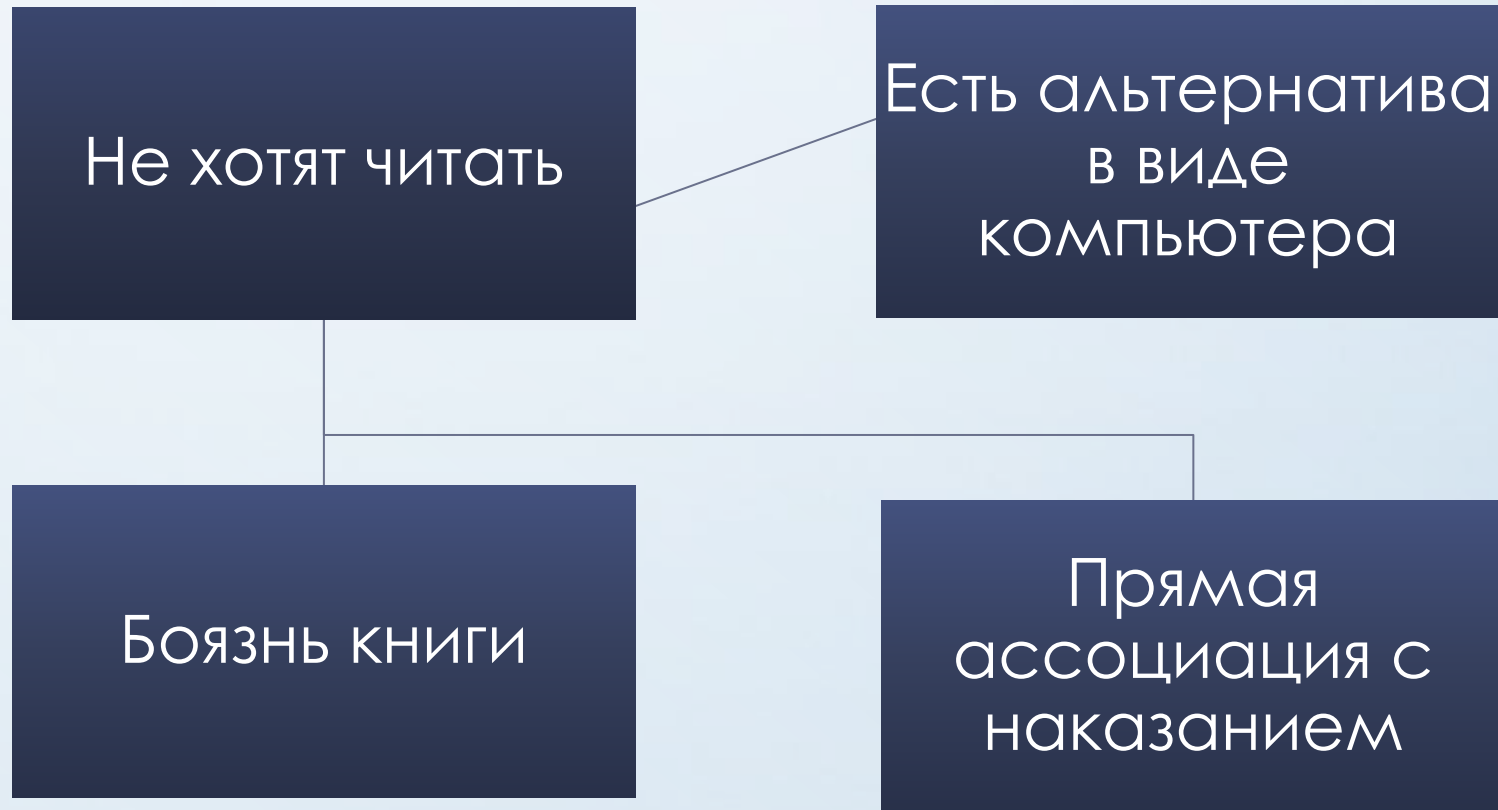 Не хотят читать
Есть альтернатива
в виде
компьютера
Боязнь книги
Прямая
ассоциация с
наказанием